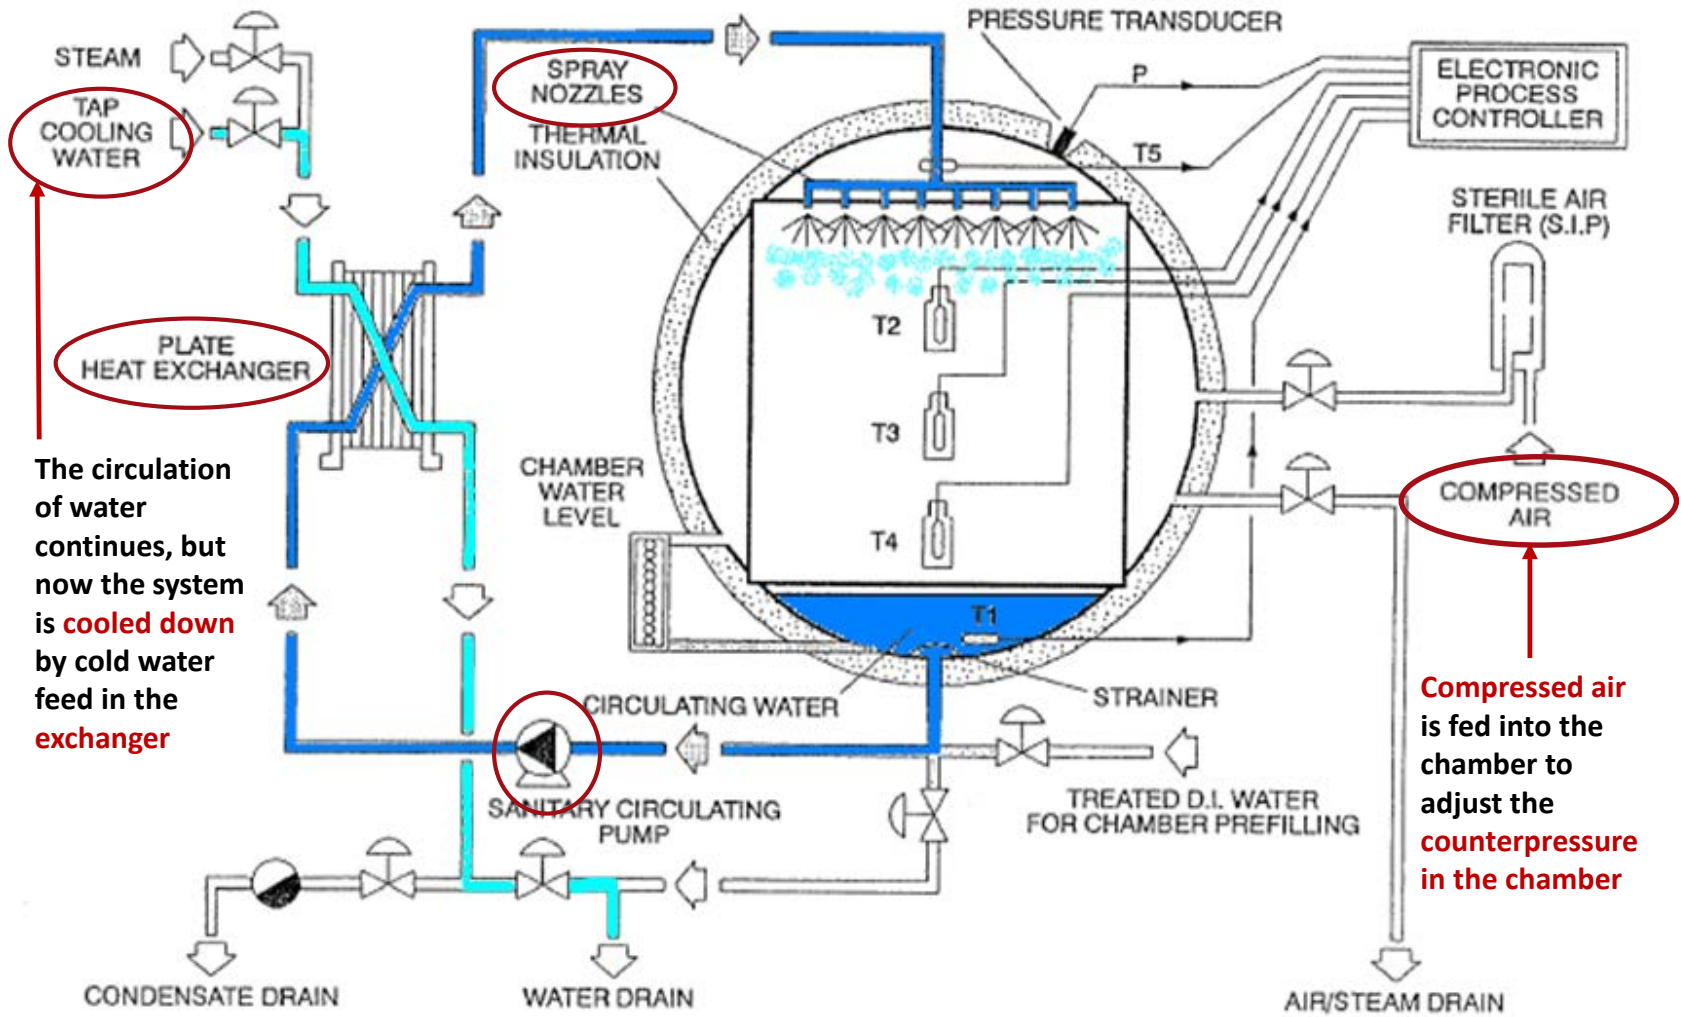 PRESSURE TRANSDUCER
STEAM
TAP
COOLING
WATER
SPRAY
NOZZLES
THERMAL
INSULATION
P
T5
ELECTRONIC
PROCESS
CONTROLLER
STERILE AIR
FILTER (S.I.P)
PLATE
HEAT EXCHANGER
T2
T3
T4
T1
CHAMBER
WATER
LEVEL
COMPRESSED
AIR
The circulation
of water
continues, but
now the system
is cooled down
by cold water
feed in the
exchanger
CIRCULATING WATER
STRAINER
Compressed air
is fed into the
chamber to
adjust the
counterpressure
in the chamber
SANITARY CIRCULATING
PUMP
TREATED D.I. WATER
FOR CHAMBER PREFILLING
CONDENSATE DRAIN
WATER DRAIN
AIR/STEAM DRAIN